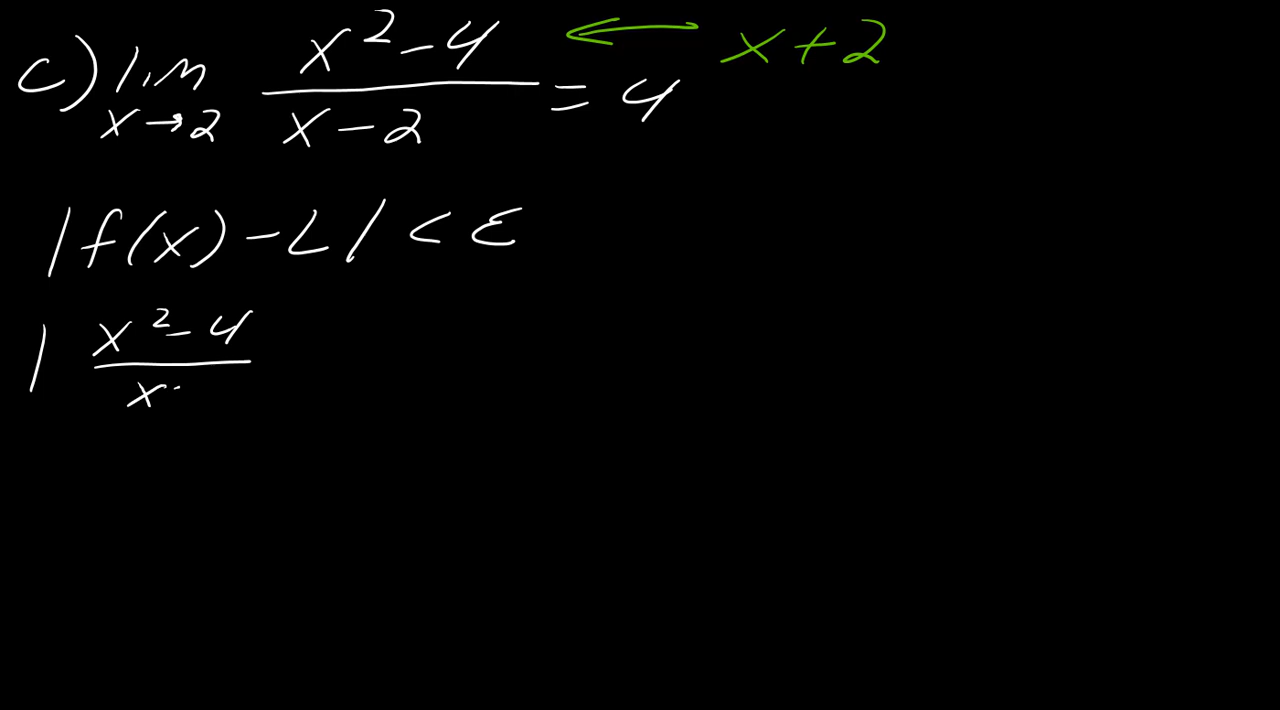 c) lim x→2 x²-4 / x-2 = 4 ← x+2
|f(x)-L| < ε
| x²-4 / x-